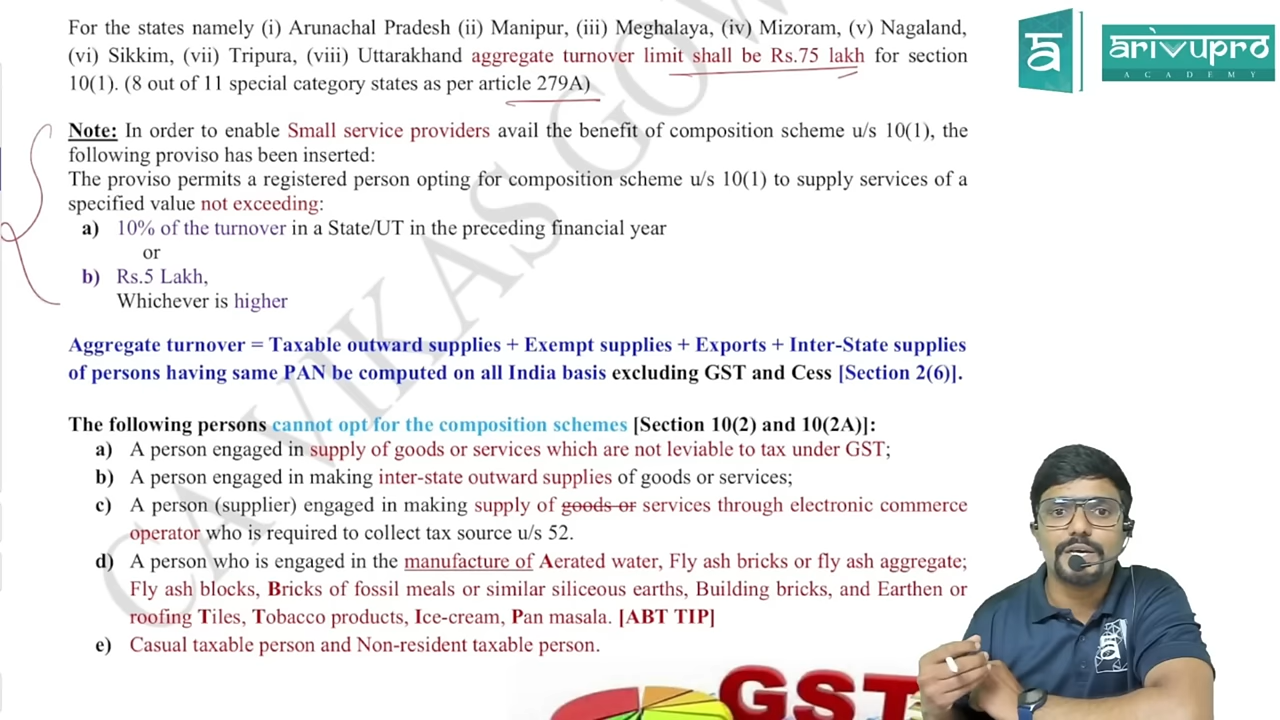 For the states namely (i) Arunachal Pradesh (ii) Manipur, (iii) Meghalaya, (iv) Mizoram, (v) Nagaland,
(vi) Sikkim, (vii) Tripura, (viii) Uttarakhand aggregate turnover limit shall be Rs.75 lakh for section
10(1). (8 out of 11 special category states as per article 279A)
arivupro
ACADEMY
Note: In order to enable Small service providers avail the benefit of composition scheme u/s 10(1), the
following proviso has been inserted:
The proviso permits a registered person opting for composition scheme u/s 10(1) to supply services of a
specified value not exceeding:
a) 10% of the turnover in a State/UT in the preceding financial year
or
b) Rs.5 Lakh,
Whichever is higher
Aggregate turnover = Taxable outward supplies + Exempt supplies + Exports + Inter-State supplies
of persons having same PAN be computed on all India basis excluding GST and Cess [Section 2(6)].
The following persons cannot opt for the composition schemes [Section 10(2) and 10(2A)]:
a) A person engaged in supply of goods or services which are not leviable to tax under GST;
b) A person engaged in making inter-state outward supplies of goods or services;
c) A person (supplier) engaged in making supply of goods or services through electronic commerce
operator who is required to collect tax source u/s 52.
d) A person who is engaged in the manufacture of Aerated water, Fly ash bricks or fly ash aggregate;
Fly ash blocks, Bricks of fossil meals or similar siliceous earths, Building bricks, and Earthen or
roofing Tiles, Tobacco products, Ice-cream, Pan masala. [ABT TIP]
e) Casual taxable person and Non-resident taxable person.
GST
CA VIKAS GOW